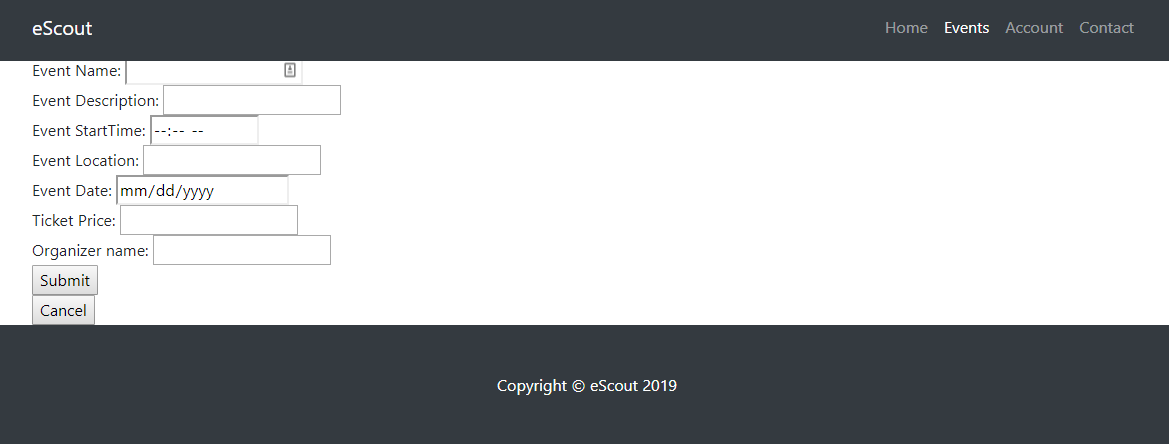 eScout Home Events Account Contact
Event Name:
Event Description:
Event StartTime: --:-- --
Event Location:
Event Date: mm/dd/yyyy
Ticket Price:
Organizer name:
Submit
Cancel
Copyright © eScout 2019